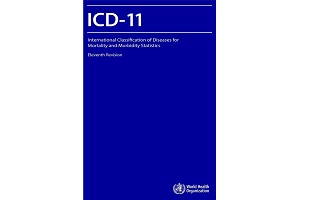 ICD-11
International Classification of Diseases for
Mortality and Morbidity Statistics
Eleventh Revision
World Health
Organization